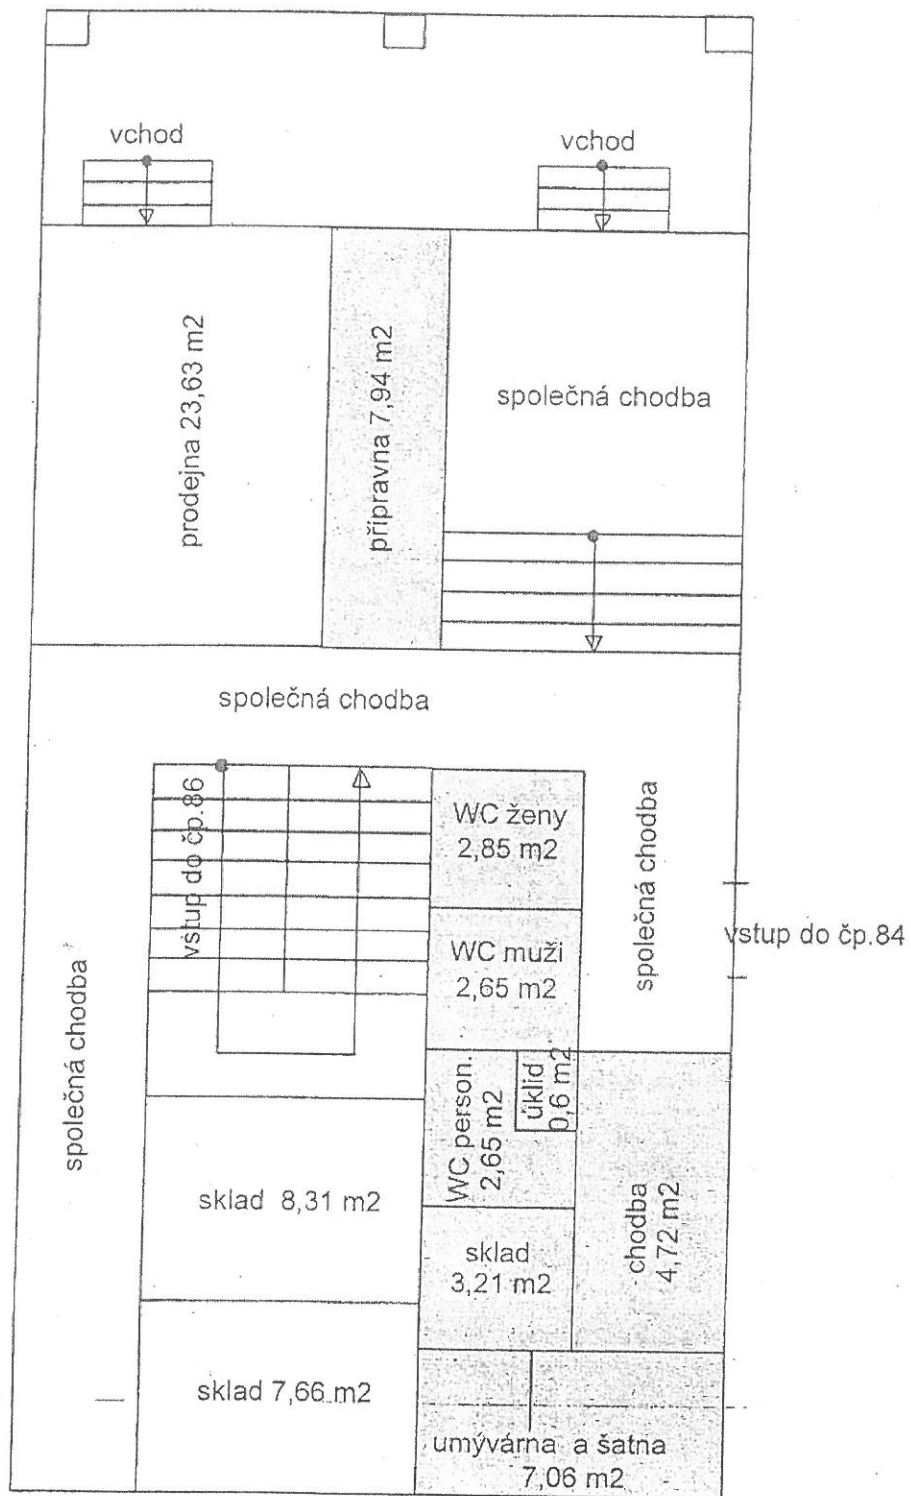 vchod
vchod
prodejna 23,63 m2
přípravna 7,94 m2
společná chodba
společná chodba
vstup do čp.86
WC ženy
2,85 m2
společná chodba
WC muži
2,65 m2
vstup do čp.84
společná chodba
WC person.
2,65 m2
úklid
0,6 m2
sklad 8,31 m2
chodba
4,72 m2
sklad
3,21 m2
sklad 7,66 m2
umývárna a šatna
7,06 m2